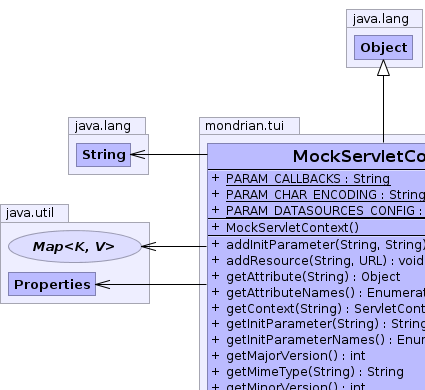 java.lang
Object
java.lang
String
mondrian.tui
MockServletCo
+ PARAM_CALLBACKS : String
+ PARAM_CHAR_ENCODING : String
+ PARAM_DATASOURCES_CONFIG :
+ MockServletContext()
+ addInitParameter(String, String)
+ addResource(String, URL) : void
+ getAttribute(String) : Object
+ getAttributeNames() : Enumerat
+ getContext(String) : ServletCont
+ getInitParameter(String) : String
+ getInitParameterNames() : Enum
+ getMajorVersion() : int
+ getMimeType(String) : String
+ getMinorVersion() : int
java.util
Map<K, V>
Properties